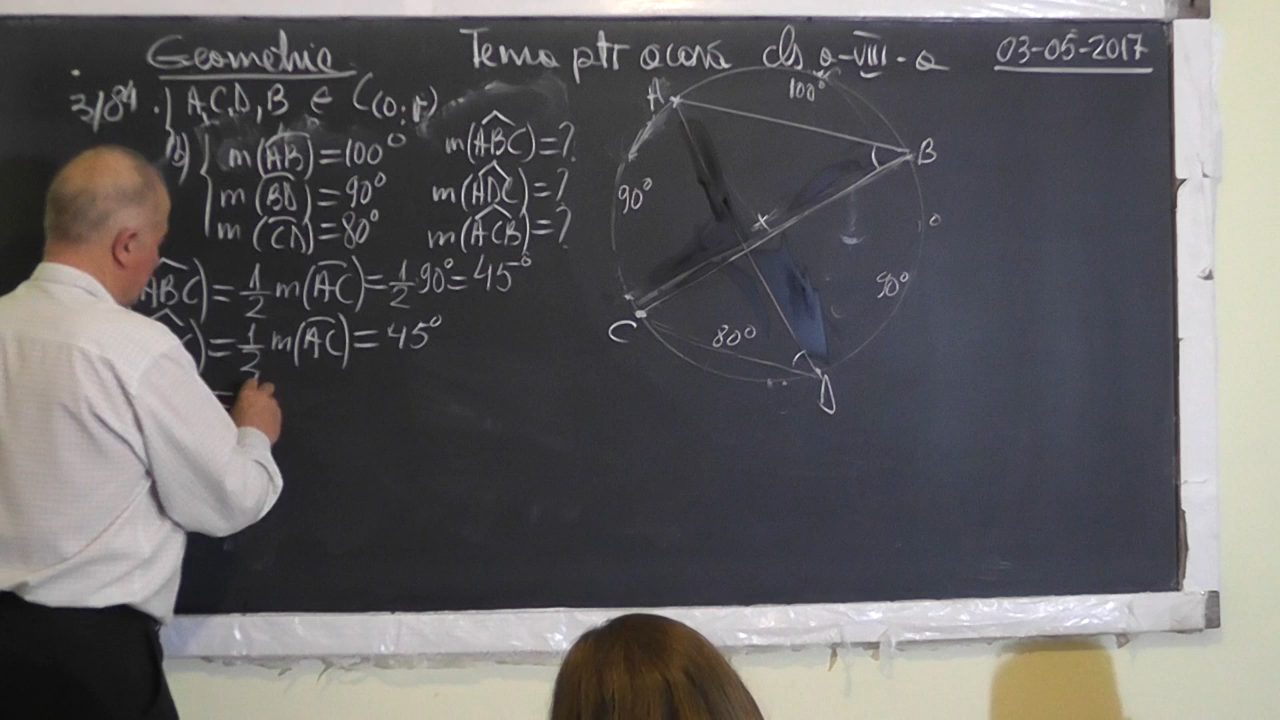 Geometrie Tema ptr acasă cls a-VIII-a 03-05-2017
3/84 A,C,D,B ∈ C(O;r)
b) m(AB)=100° m(ABC)=?
m(BD)=90° m(ADC)=?
m(CD)=80° m(ACB)=?
ABC)=1/2 m(AC)=1/2 90°=45°
C)=1/2 m(AC)=45°
=
A
100°
B
90°
90°
C
80°
D